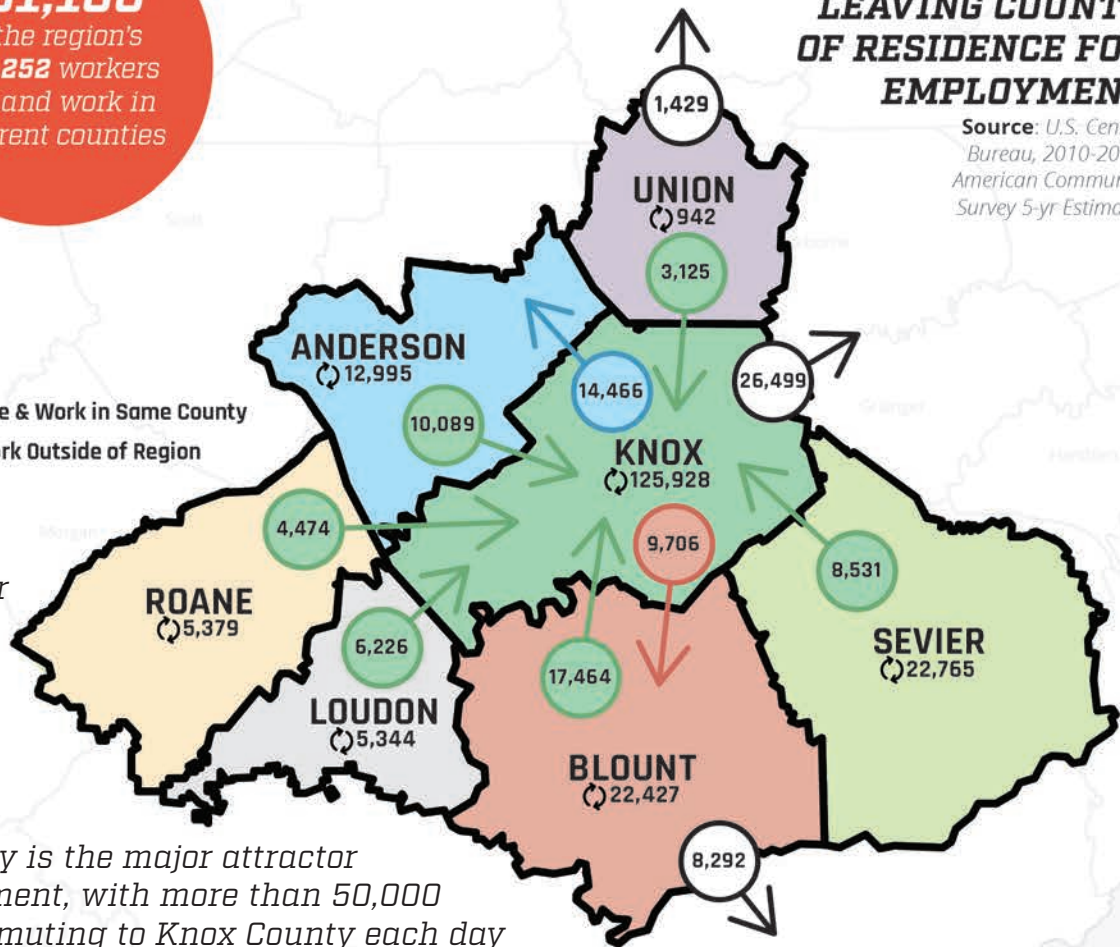 the region's
252 workers
and work in
rent counties
LEAVING COUNT
OF RESIDENCE FO
EMPLOYMEN
Source: U.S. Cen
Bureau, 2010-20
American Commun
Survey 5-yr Estima
1,429
UNION
942
3,125
Scott
ANDERSON
12,995
14,466
26,499
10,089
e & Work in Same County
rk Outside of Region
KNOX
125,928
Grainger
4,474
9,706
8,531
Morgan
r
ROANE
5,379
6,226
17,464
SEVIER
22,765
LOUDON
5,344
BLOUNT
22,427
8,292
y is the major attractor
ment, with more than 50,000
muting to Knox County each day